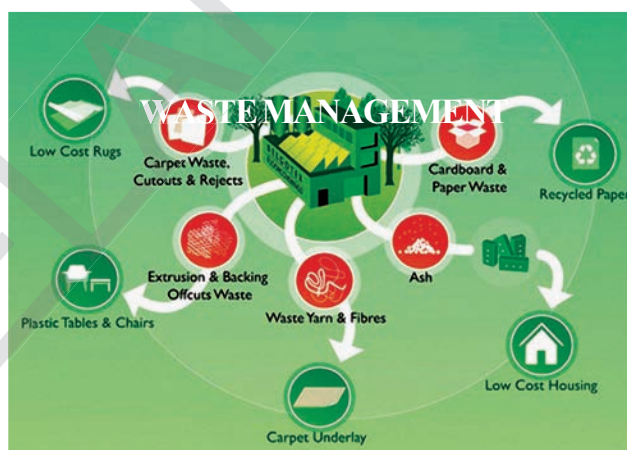 WASTE MANAGEMENT
Low Cost Rugs
Carpet Waste,
Cutouts & Rejects
Cardboard &
Paper Waste
Recycled Paper
Extrusion & Backing
Offcuts Waste
Ash
Plastic Tables & Chairs
Waste Yarn & Fibres
Low Cost Housing
Carpet Underlay